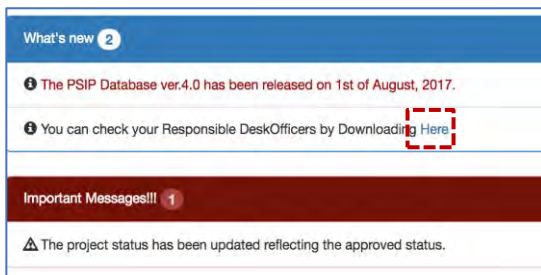 What's new 2
The PSIP Database ver.4.0 has been released on 1st of August, 2017.
You can check your Responsible DeskOfficers by Downloading Here
Important Messages!!! 1
The project status has been updated reflecting the approved status.